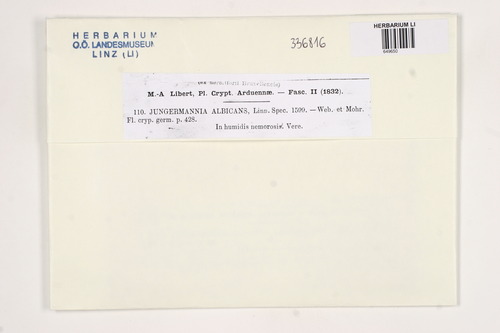 HERBARIUM
O.Ö. LANDESMUSEUM
LINZ (LI)
336816
HERBARIUM LI
M.-A Libert, Pl. Crypt. Arduennæ. — Fasc. II (1832).
110. JUNGERMANNIA ALBICANS, Linn. Spec. 1599. — Web. et Mohr.
Fl. cryp. germ. p. 428.
In humidis nemorosis. Vere.